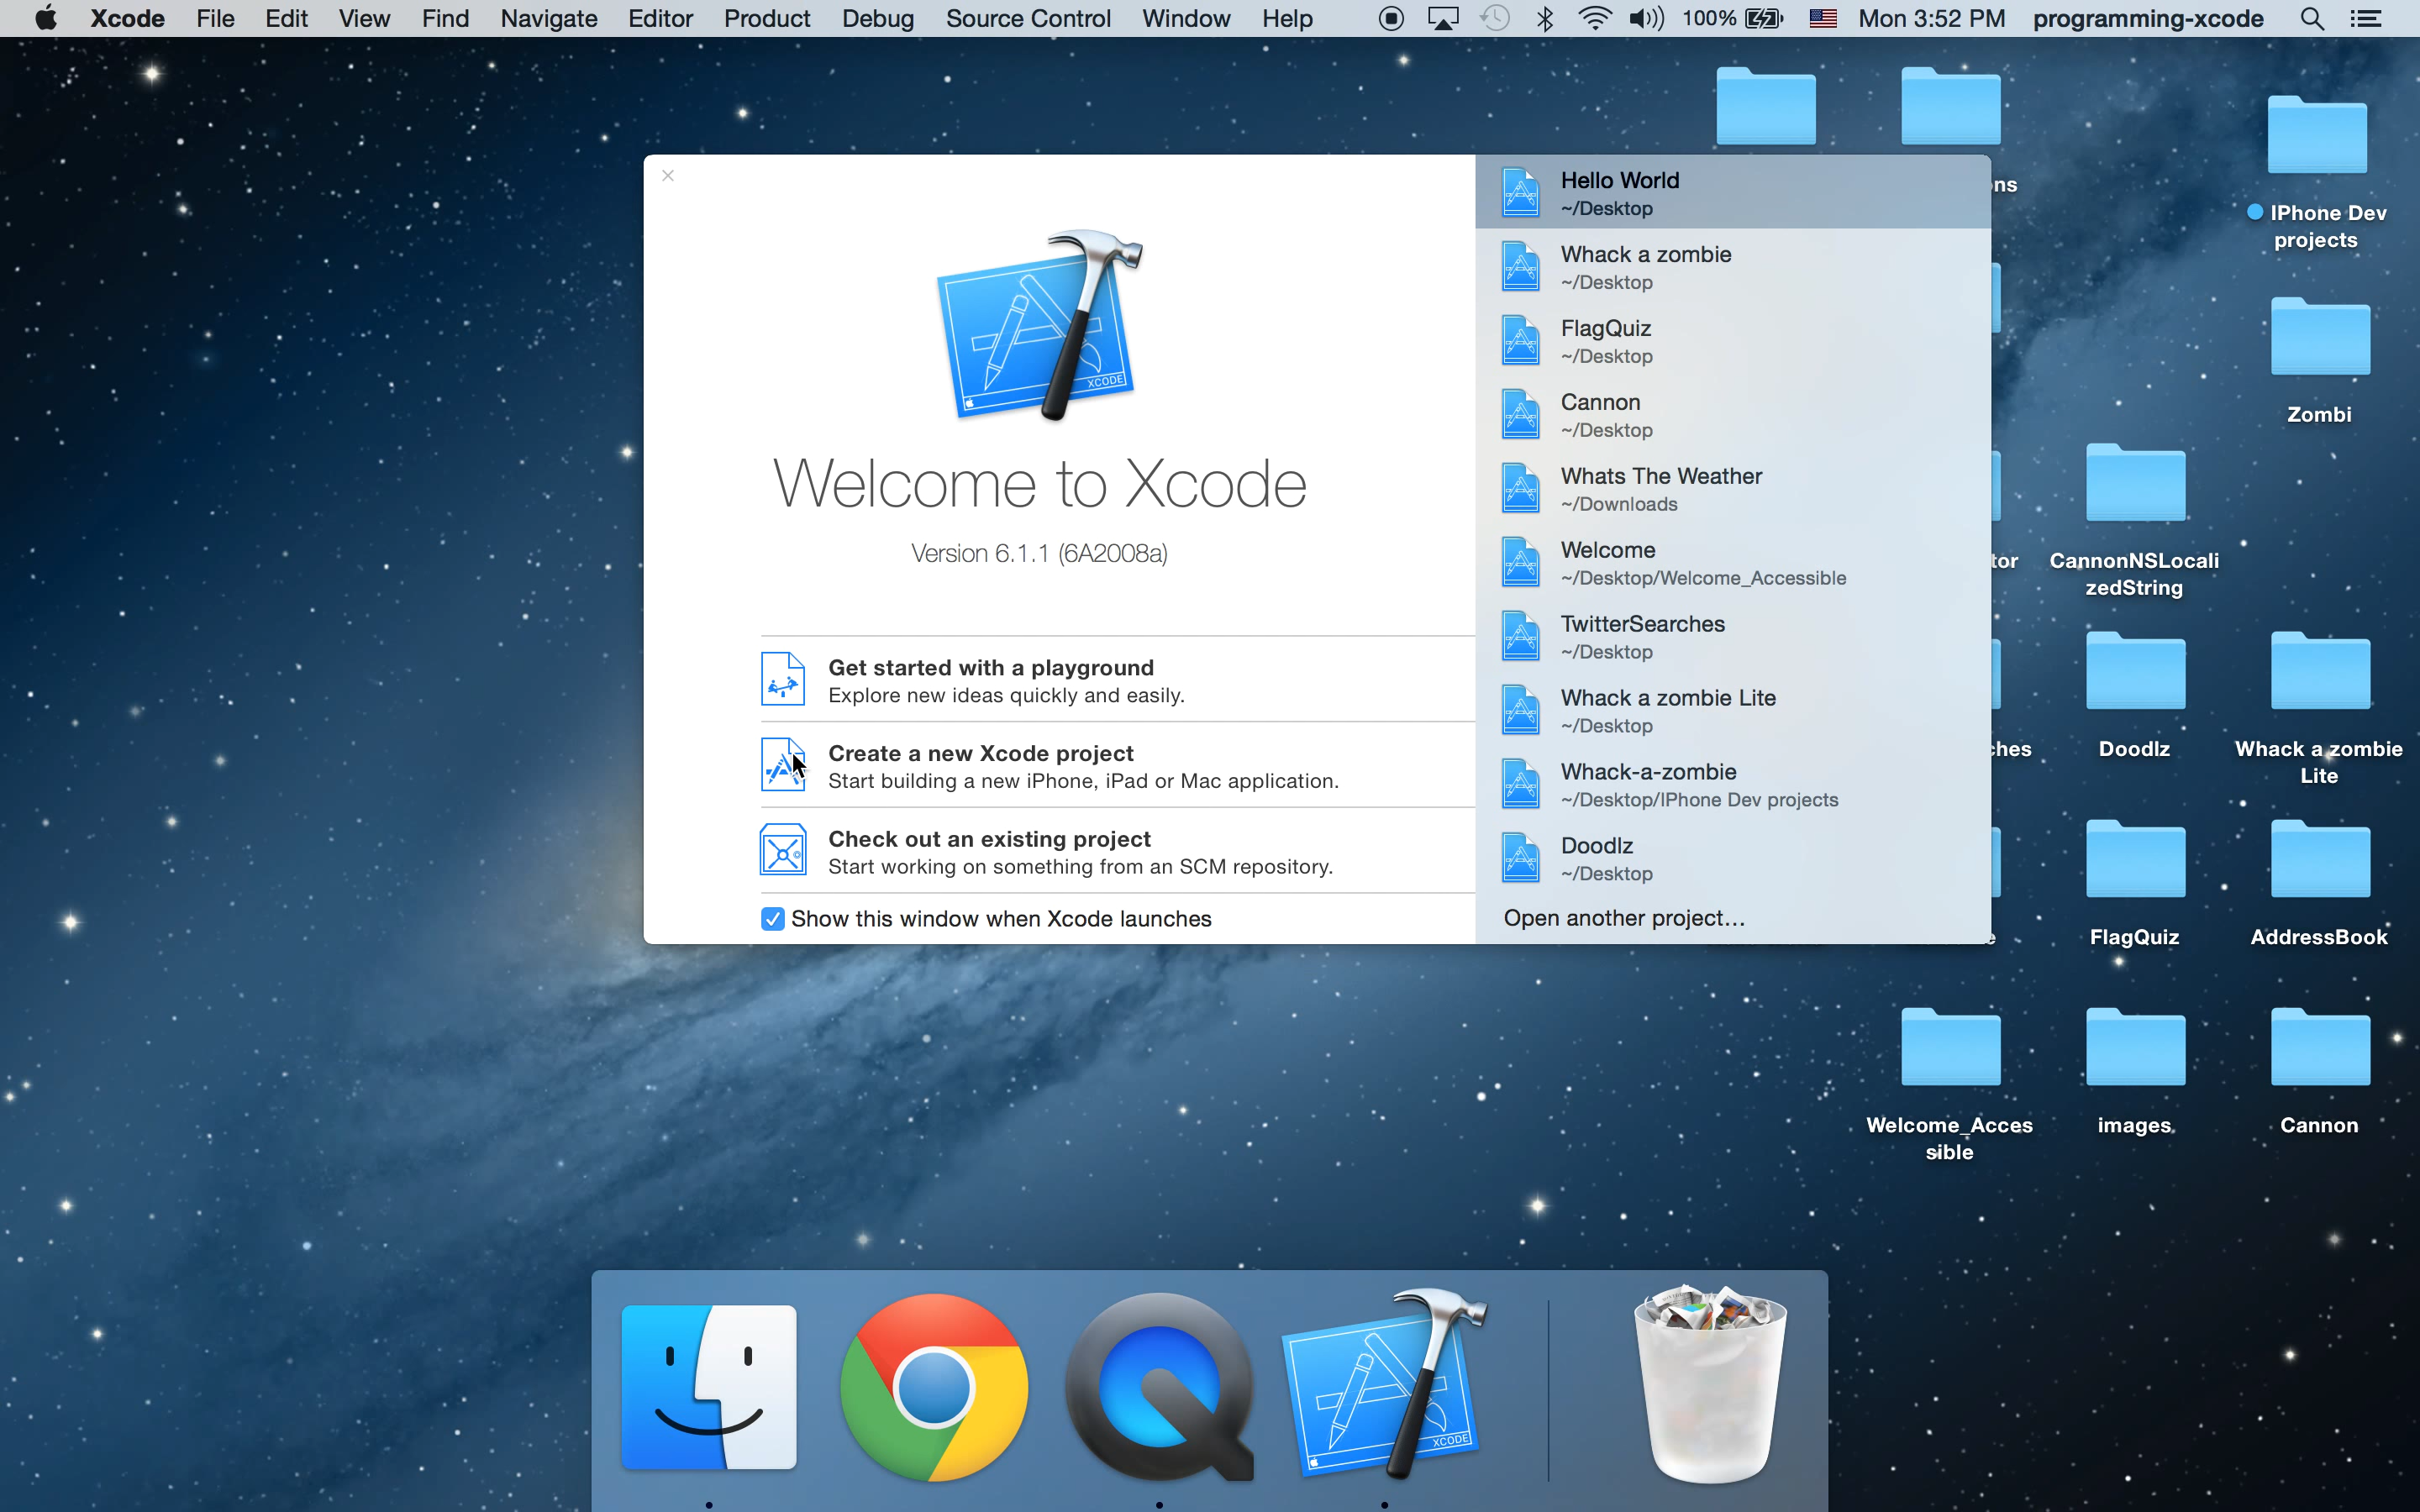 Xcode File Edit View Find Navigate Editor Product Debug Source Control Window Help 100% Mon 3:52 PM programming-xcode
Welcome to Xcode
Version 6.1.1 (6A2008a)
XCODE
Get started with a playground
Explore new ideas quickly and easily.
Create a new Xcode project
Start building a new iPhone, iPad or Mac application.
Check out an existing project
Start working on something from an SCM repository.
Show this window when Xcode launches
Hello World
~/Desktop
Whack a zombie
~/Desktop
FlagQuiz
~/Desktop
Cannon
~/Desktop
Whats The Weather
~/Downloads
Welcome
~/Desktop/Welcome_Accessible
TwitterSearches
~/Desktop
Whack a zombie Lite
~/Desktop
Whack-a-zombie
~/Desktop/IPhone Dev projects
Doodlz
~/Desktop
Open another project...
ons
IPhone Dev
projects
Zombi
tor
CannonNSLocali
zedString
ches
Doodlz
Whack a zombie
Lite
FlagQuiz
AddressBook
Welcome_Acces
sible
images
Cannon
XCODE